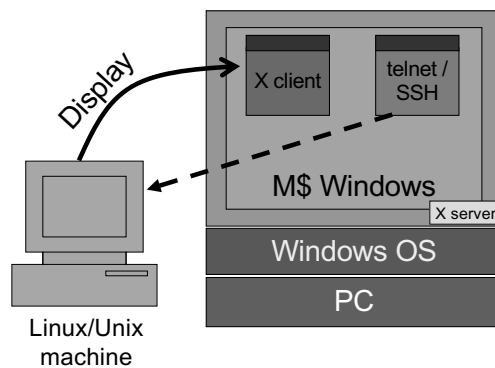 Display
X client
telnet /
SSH
M$ Windows
X server
Windows OS
PC
Linux/Unix
machine